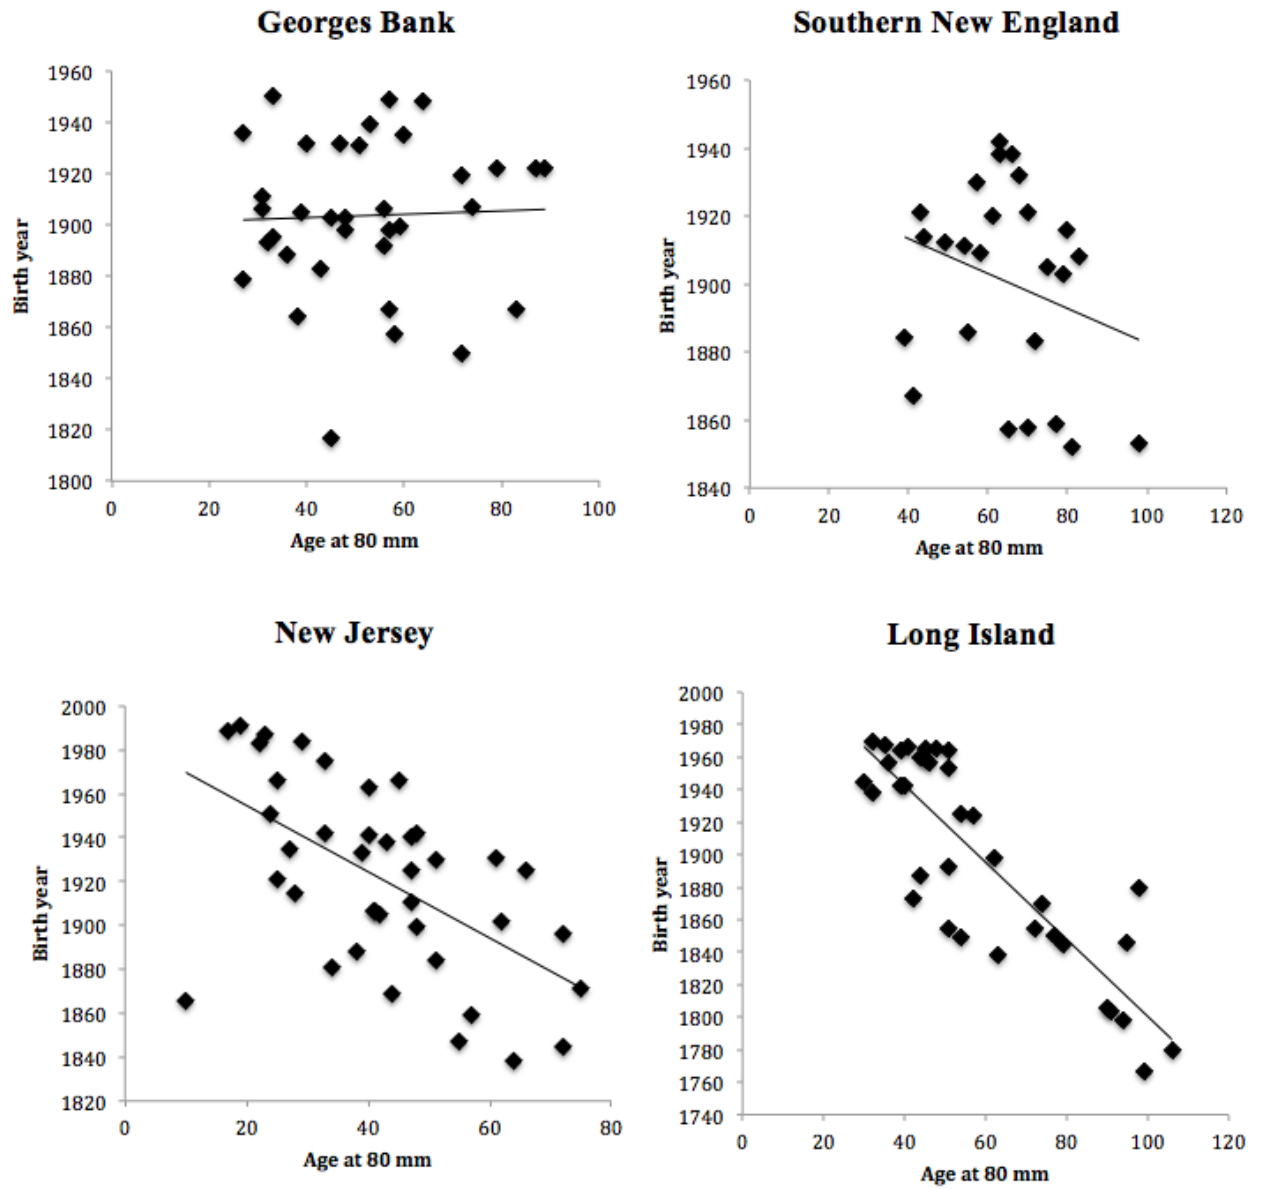 Georges Bank
1960
1940
1920
1900
1880
1860
1840
1820
1800
Birth year
0 20 40 60 80 100
Age at 80 mm
Southern New England
1960
1940
1920
1900
1880
1860
1840
Birth year
0 20 40 60 80 100 120
Age at 80 mm
New Jersey
2000
1980
1960
1940
1920
1900
1880
1860
1840
1820
Birth year
0 20 40 60 80
Age at 80 mm
Long Island
2000
1980
1960
1940
1920
1900
1880
1860
1840
1820
1800
1780
1760
1740
Birth year
0 20 40 60 80 100 120
Age at 80 mm